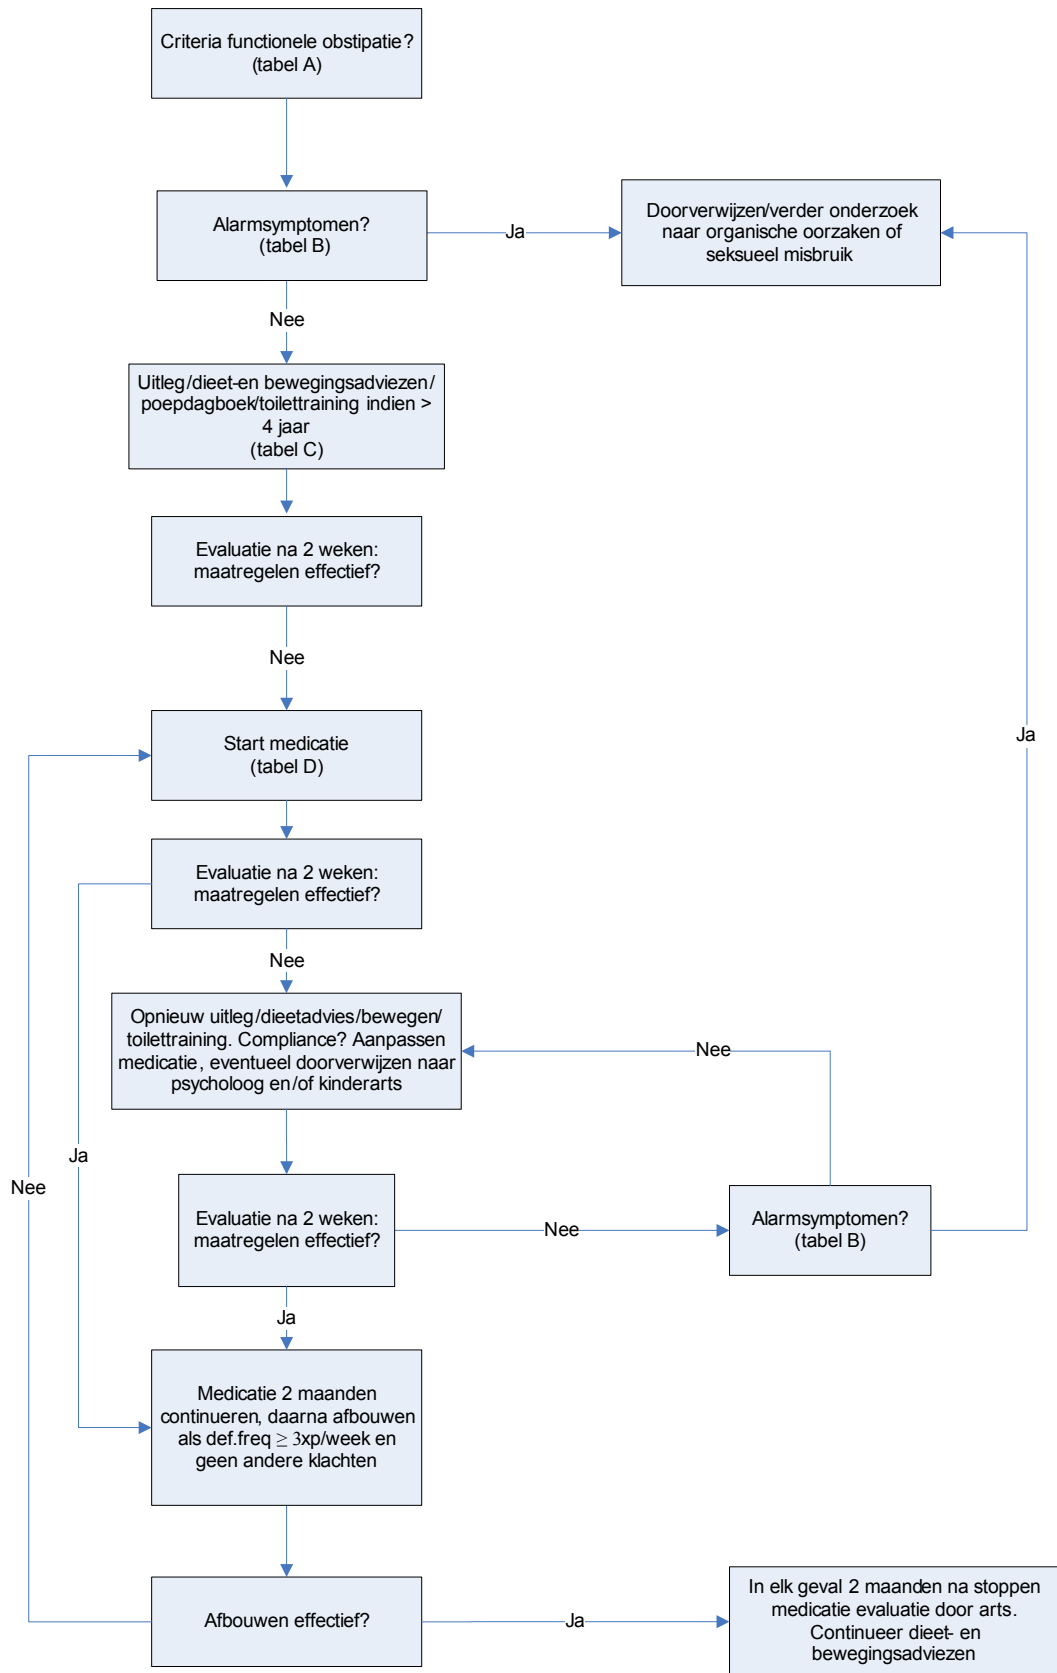 Criteria functionele obstipatie?
(tabel A)
Alarmsymptomen?
(tabel B)
Ja
Doorverwijzen/verder onderzoek
naar organische oorzaken of
seksueel misbruik
Nee
Uitleg/dieet-en bewegingsadviezen/
poepdagboek/toilettraining indien >
4 jaar
(tabel C)
Evaluatie na 2 weken:
maatregelen effectief?
Nee
Start medicatie
(tabel D)
Ja
Evaluatie na 2 weken:
maatregelen effectief?
Nee
Opnieuw uitleg/dieetadvies/bewegen/
toilettraining. Compliance? Aanpassen
medicatie, eventueel doorverwijzen naar
psycholoog en/of kinderarts
Nee
Ja
Nee
Evaluatie na 2 weken:
maatregelen effectief?
Nee
Alarmsymptomen?
(tabel B)
Ja
Medicatie 2 maanden
continueren, daarna afbouwen
als def.freq ≥ 3xp/week en
geen andere klachten
Afbouwen effectief?
Ja
In elk geval 2 maanden na stoppen
medicatie evaluatie door arts.
Continueer dieet- en
bewegingsadviezen